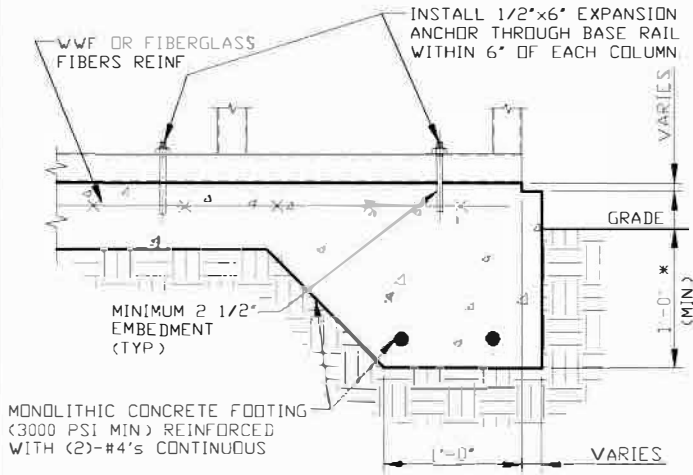 INSTALL 1/2"x6" EXPANSION
ANCHOR THROUGH BASE RAIL
WITHIN 6" OF EACH COLUMN
WWF OR FIBERGLASS
FIBERS REINF
VARIES
GRADE
1'-0" *
(MIN)
MINIMUM 2 1/2"
EMBEDMENT
(TYP)
MONOLITHIC CONCRETE FOOTING
(3000 PSI MIN) REINFORCED
WITH (2)-#4's CONTINUOUS
1'-0"
VARIES